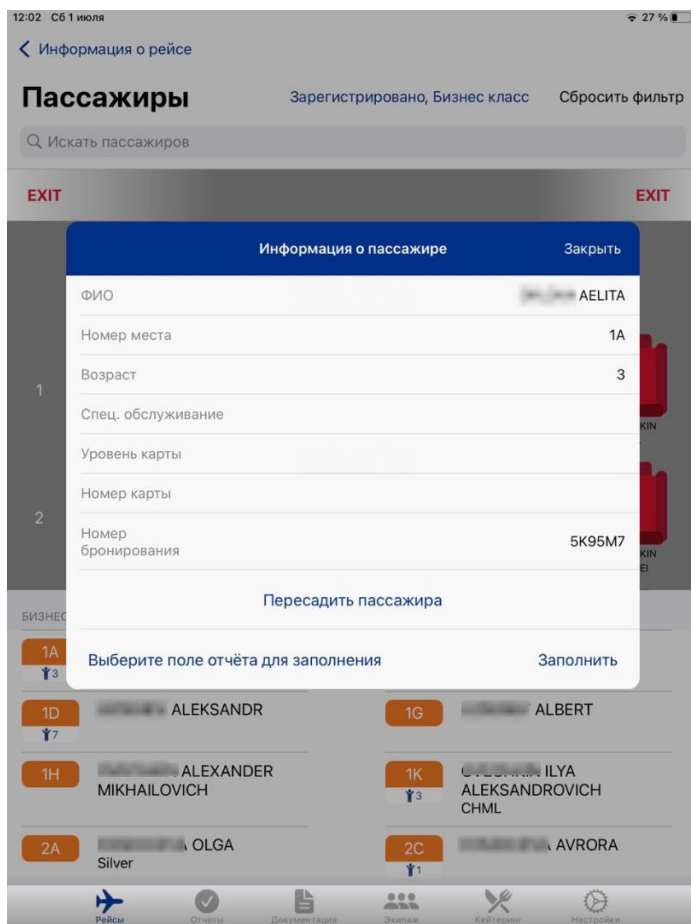 12:02 Сб 1 июля 27 %
Информация о рейсе
Пассажиры Зарегистрировано, Бизнес класс Сбросить фильтр
Искать пассажиров
EXIT EXIT
Информация о пассажире Закрыть
ФИО AELITA
Номер места 1A
Возраст 3
1
KIN
Спец. обслуживание
Уровень карты
Номер карты
2
Номер
бронирования 5K95M7
KIN
EI
Пересадить пассажира
БИЗНЕС
Выберите поле отчёта для заполнения Заполнить
1A
3
1D ALEKSANDR 1G ALBERT
7
1H ALEXANDER 1K ILYA
MIKHAILOVICH 3 ALEKSANDROVICH
CHML
2A OLGA 2C AVRORA
Silver 1
Рейсы Отчеты Документация Экипаж Кейтеринг Настройки